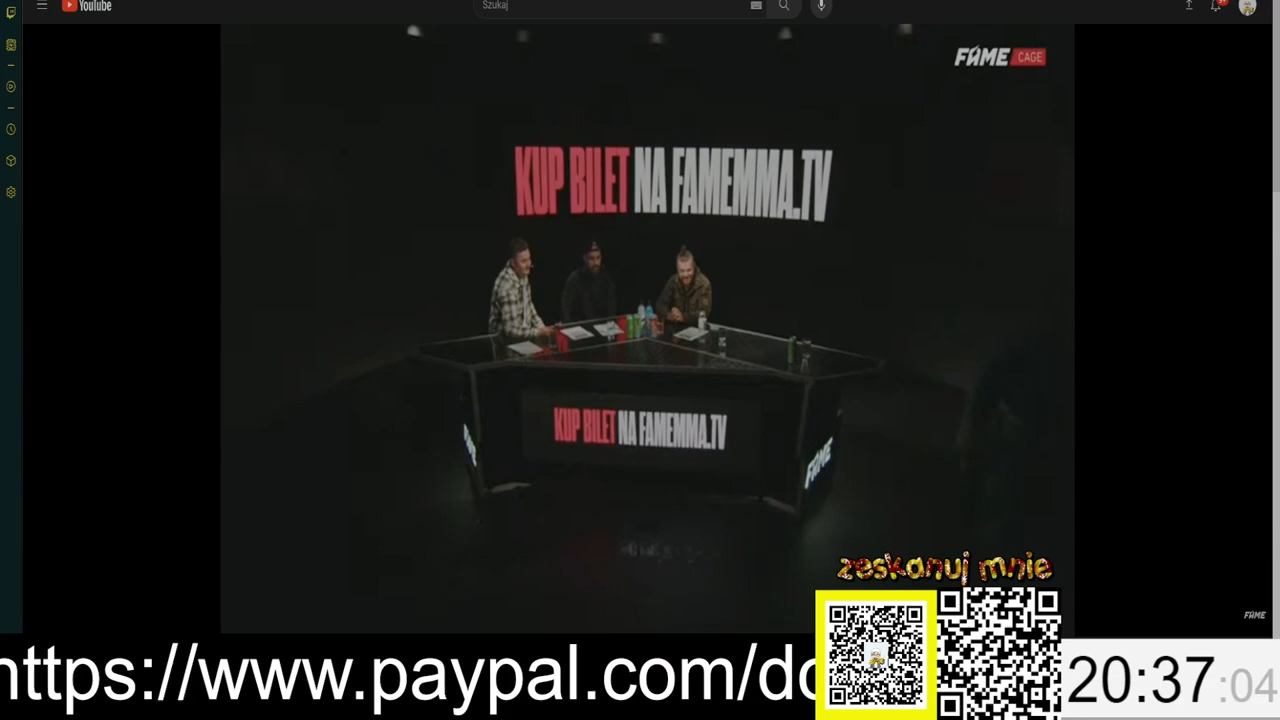 YouTube
Szukaj
FAME CAGE
KUP BILET NA FAMEMMA.TV
KUP BILET NA FAMEMMA.TV
FAME
FAME
zeskanuj mnie
FAME
https://www.paypal.com/do
20:37:04